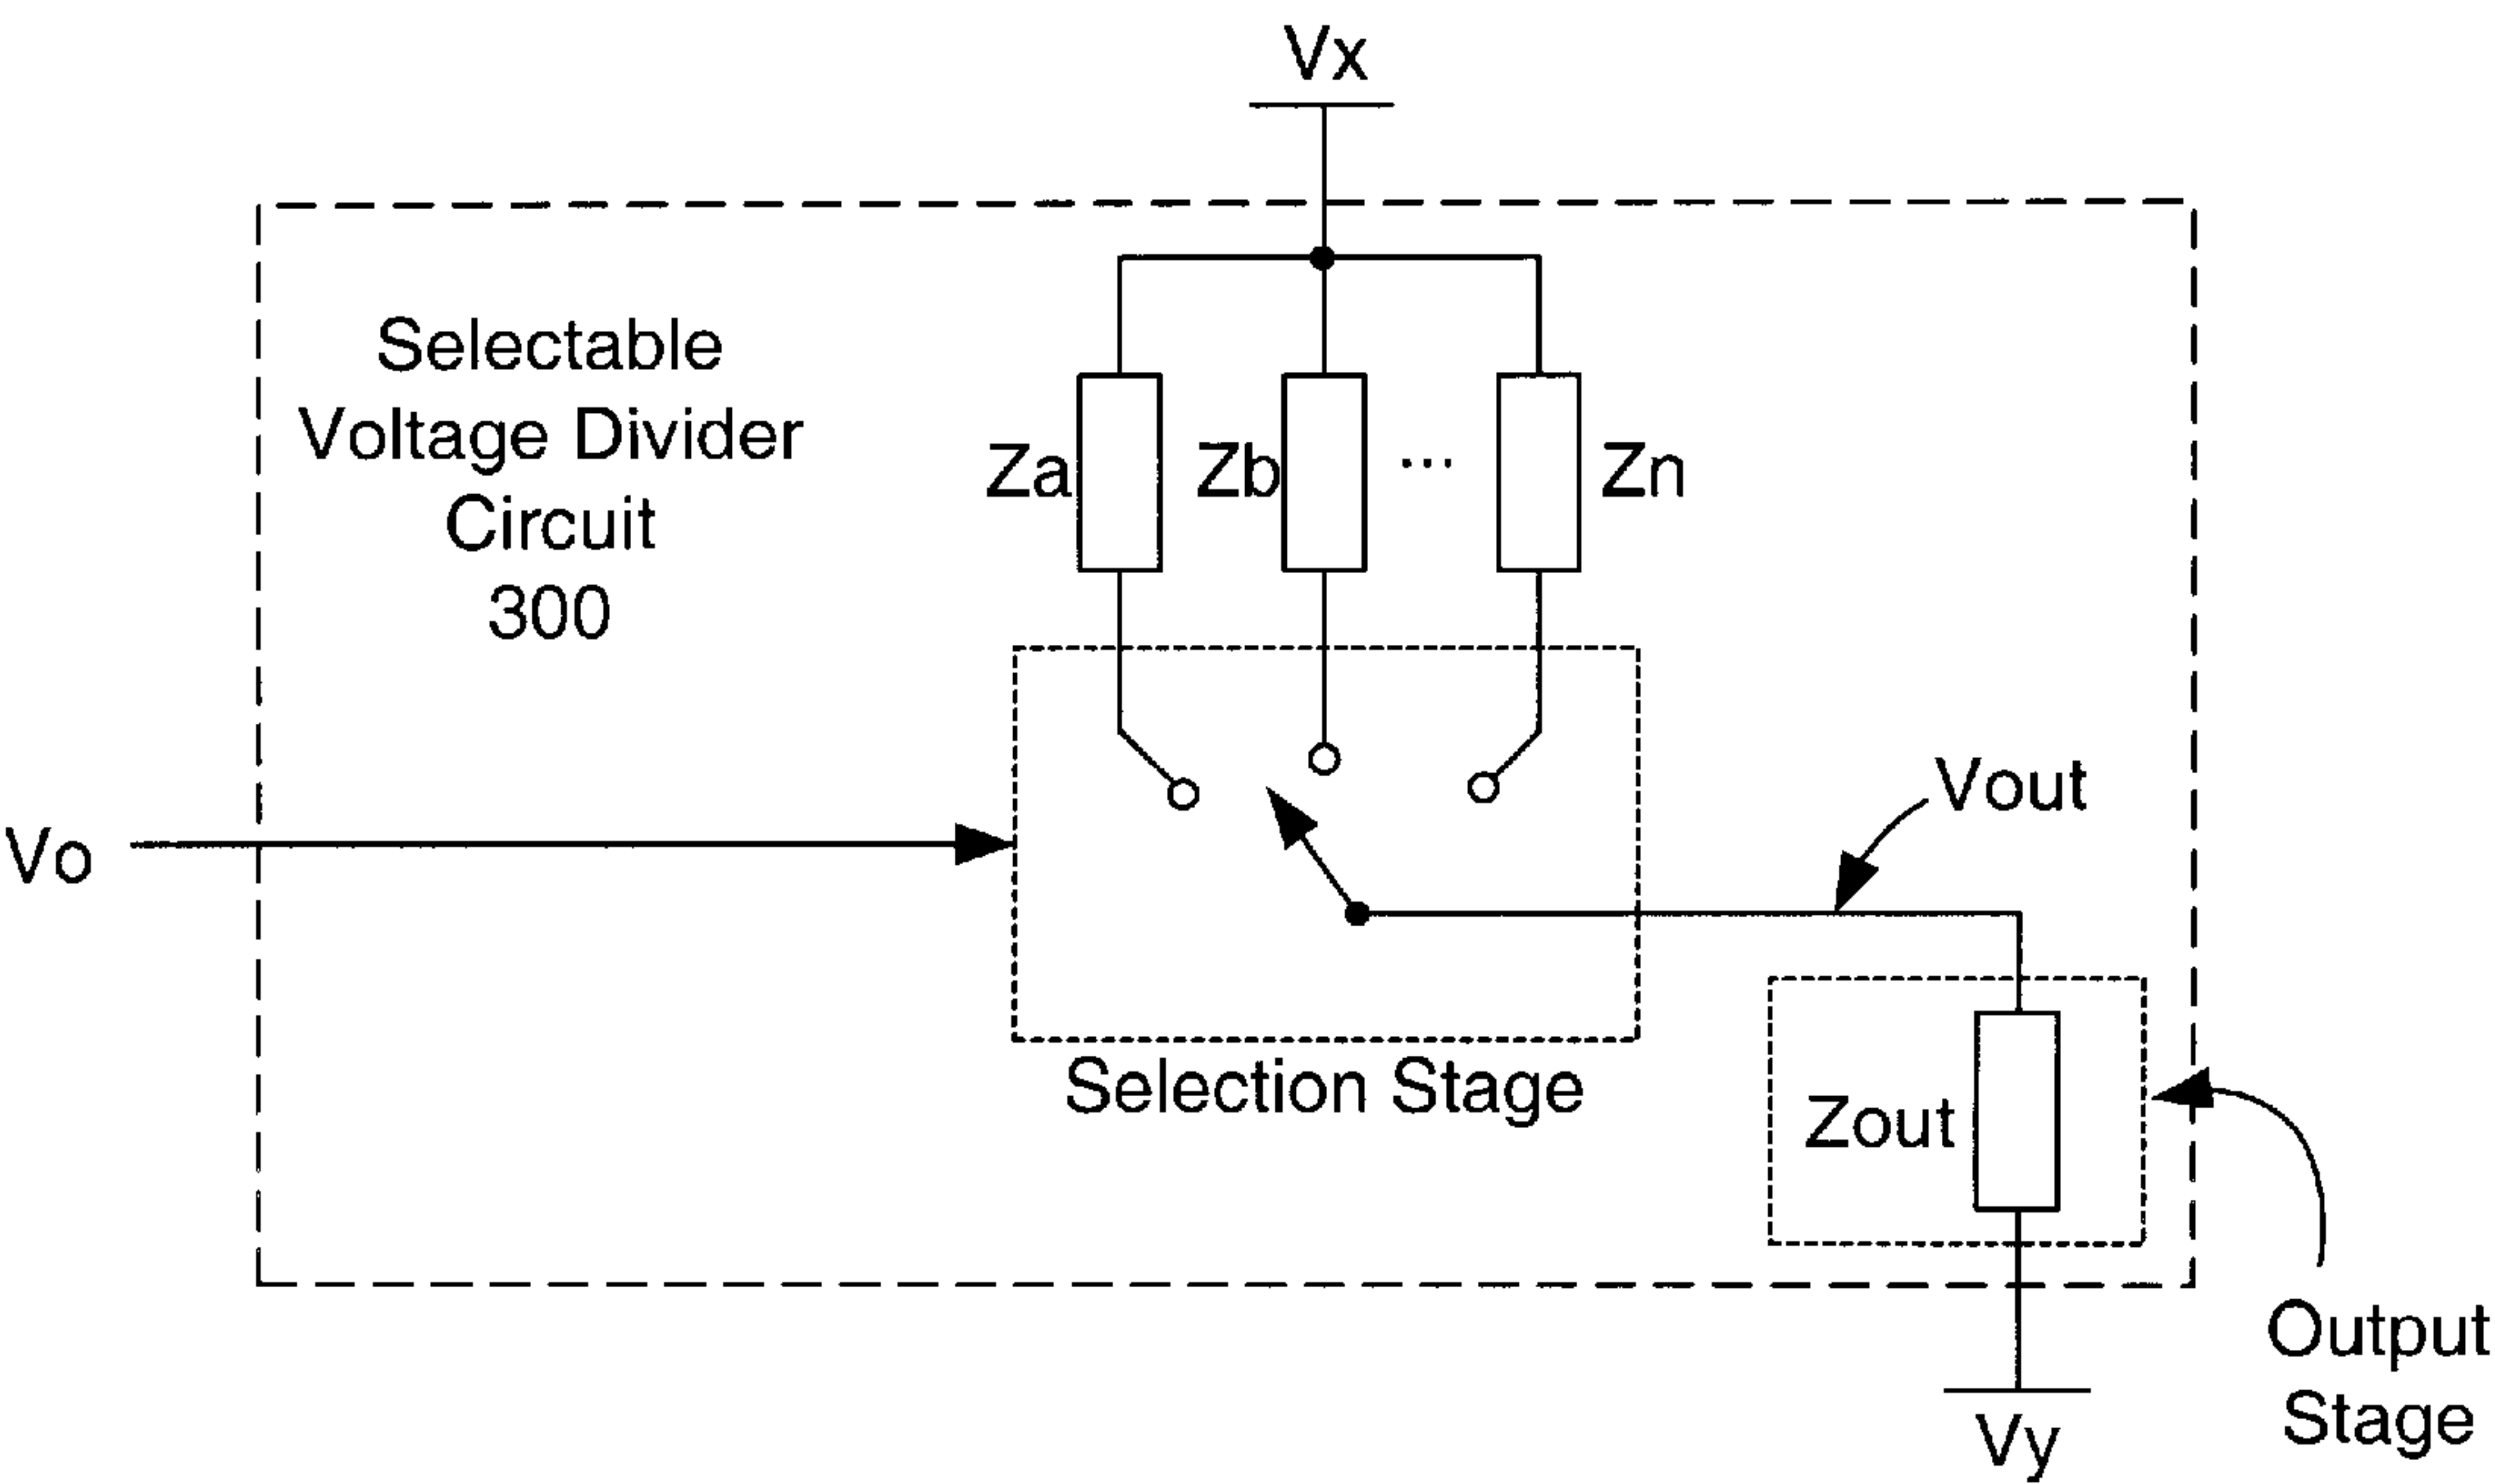 Vx
Selectable
Voltage Divider
Circuit
300
Za
Zb
...
Zn
Vo
Vout
Selection Stage
Zout
Output
Stage
Vy